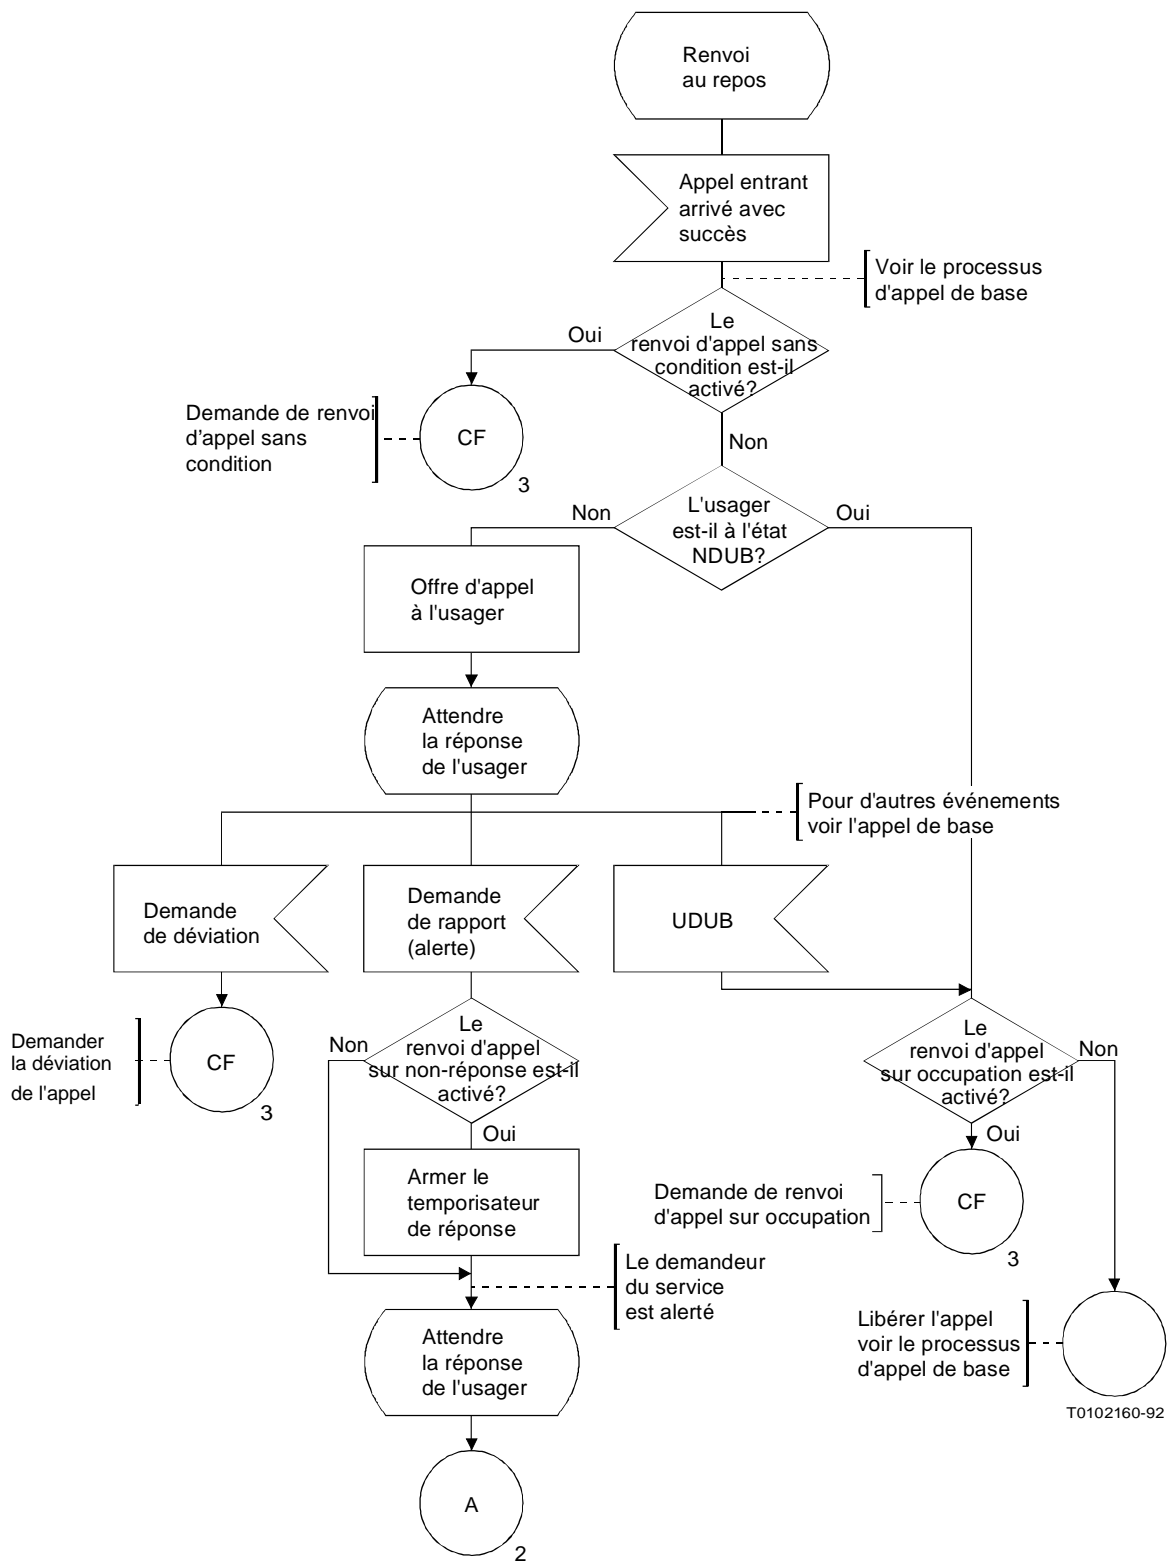 Renvoi
au repos
Appel entrant
arrivé avec
succès
Voir le processus
d'appel de base
Le
renvoi d'appel sans
condition est-il
activé?
Oui
Non
Demande de renvoi
d'appel sans
condition
CF
3
L'usager
est-il à l'état
NDUB?
Non
Oui
Offre d'appel
à l'usager
Attendre
la réponse
de l'usager
Pour d'autres événements
voir l'appel de base
Demande
de déviation
Demande
de rapport
(alerte)
UDUB
Demander
la déviation
de l'appel
CF
3
Le
renvoi d'appel
sur non-réponse est-il
activé?
Non
Oui
Le
renvoi d'appel
sur occupation est-il
activé?
Non
Oui
Armer le
temporisateur
de réponse
Demande de renvoi
d'appel sur occupation
CF
3
Le demandeur
du service
est alerté
Attendre
la réponse
de l'usager
Libérer l'appel
voir le processus
d'appel de base
T0102160-92
A
2